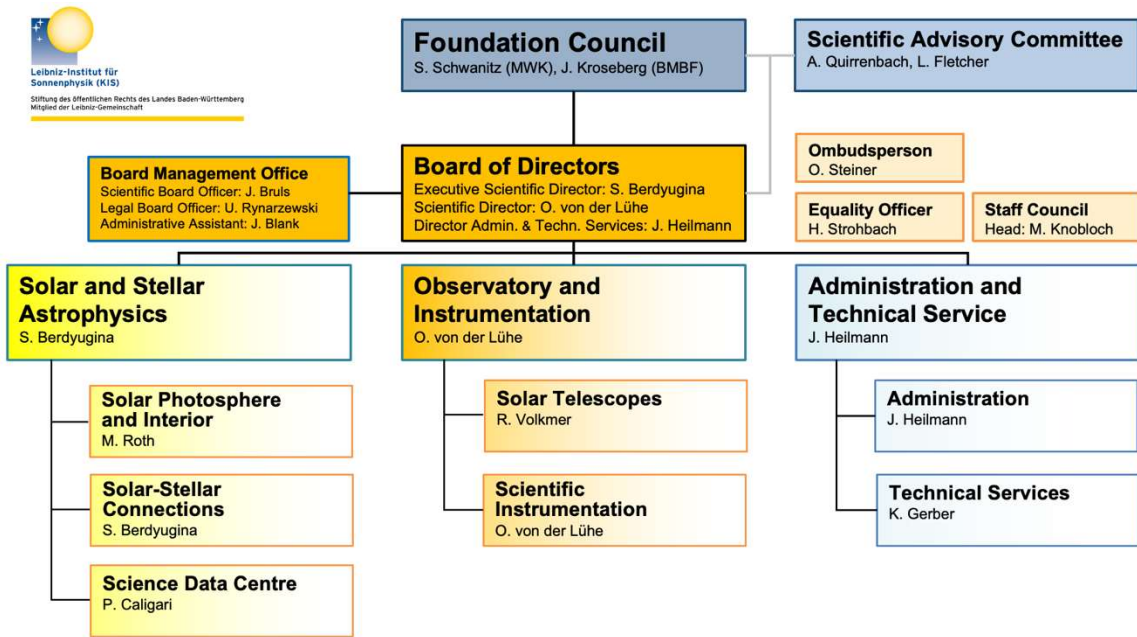 Leibniz-Institut für
Sonnenphysik (KIS)
Stiftung des öffentlichen Rechts des Landes Baden-Württemberg
Mitglied der Leibniz-Gemeinschaft
Foundation Council
S. Schwanitz (MWK), J. Kroseberg (BMBF)
Scientific Advisory Committee
A. Quirrenbach, L. Fletcher
Board Management Office
Scientific Board Officer: J. Bruls
Legal Board Officer: U. Rynarzewski
Administrative Assistant: J. Blank
Board of Directors
Executive Scientific Director: S. Berdyugina
Scientific Director: O. von der Lühe
Director Admin. & Techn. Services: J. Heilmann
Ombudsperson
O. Steiner
Equality Officer
H. Strohbach
Staff Council
Head: M. Knobloch
Solar and Stellar
Astrophysics
S. Berdyugina
Observatory and
Instrumentation
O. von der Lühe
Administration and
Technical Service
J. Heilmann
Solar Photosphere
and Interior
M. Roth
Solar Telescopes
R. Volkmer
Administration
J. Heilmann
Solar-Stellar
Connections
S. Berdyugina
Scientific
Instrumentation
O. von der Lühe
Technical Services
K. Gerber
Science Data Centre
P. Caligari